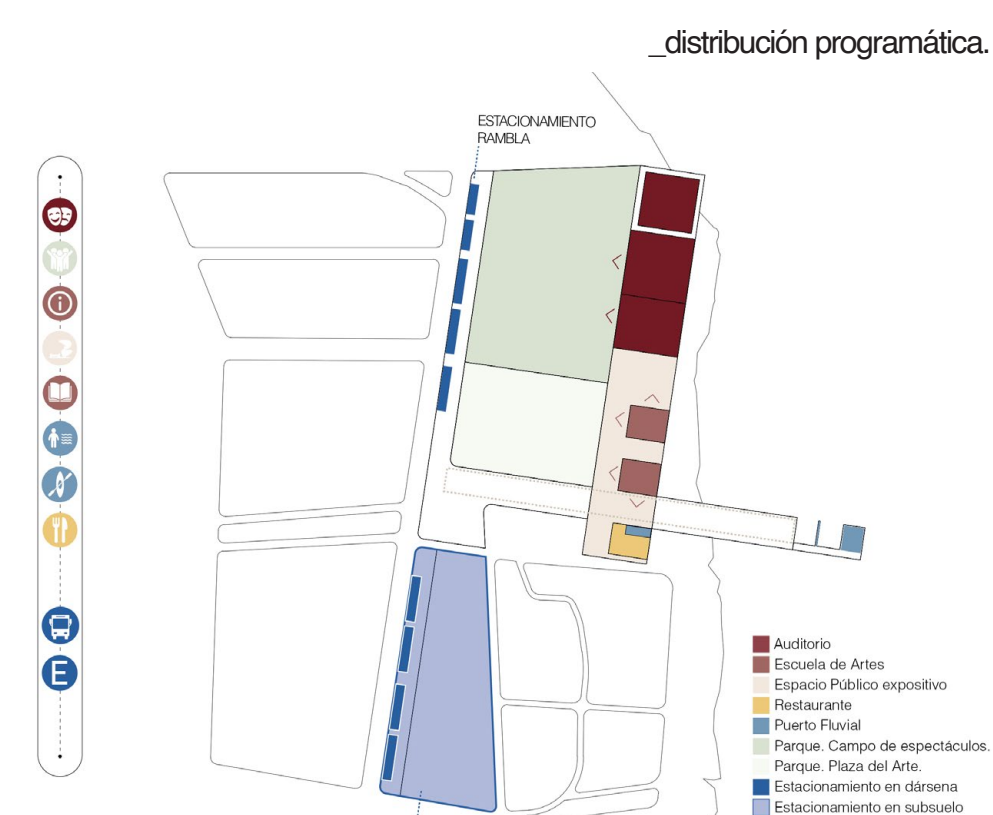 _distribución programática.
ESTACIONAMIENTO
RAMBLA
E
Auditorio
Escuela de Artes
Espacio Público expositivo
Restaurante
Puerto Fluvial
Parque. Campo de espectáculos.
Parque. Plaza del Arte.
Estacionamiento en dársena
Estacionamiento en subsuelo